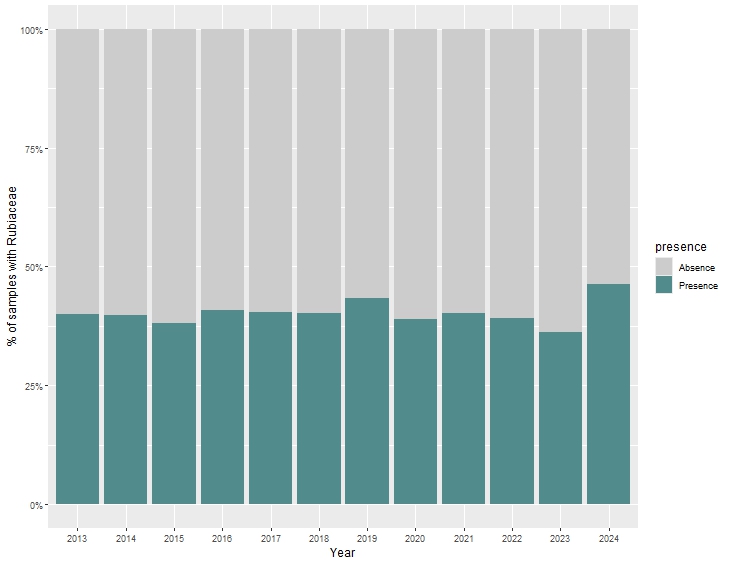 100%
75%
50%
25%
0%
% of samples with Rubiaceae
2013 2014 2015 2016 2017 2018 2019 2020 2021 2022 2023 2024
Year
presence
Absence
Presence